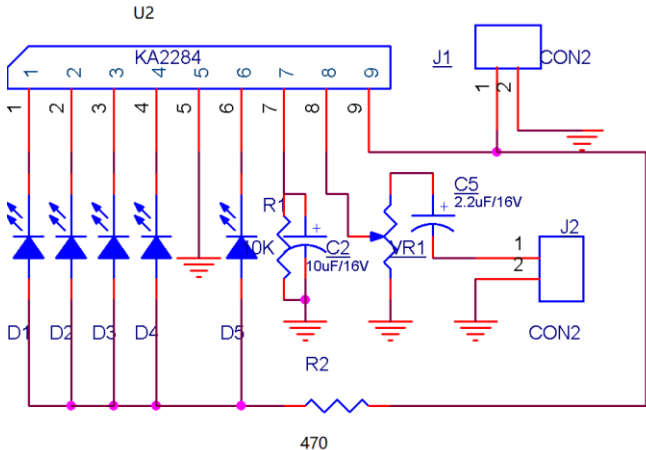 U2
KA2284
1 2 3 4 5 6 7 8 9
1 2 3 4 5 6 7 8 9
J1
CON2
1 2
R1
10K
C2
10uF/16V
C5
2.2uF/16V
VR1
J2
1
2
CON2
D1 D2 D3 D4 D5
R2
470